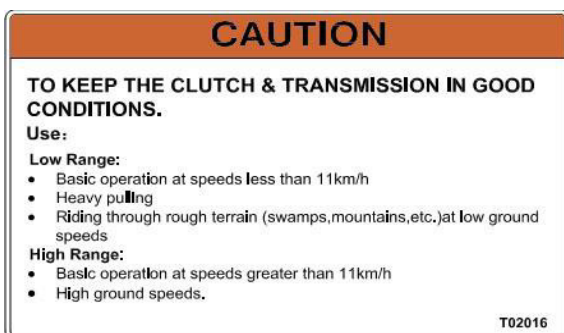 CAUTION
TO KEEP THE CLUTCH & TRANSMISSION IN GOOD
CONDITIONS.
Use:
Low Range:
• Basic operation at speeds less than 11km/h
• Heavy pulling
• Riding through rough terrain (swamps,mountains,etc.)at low ground
speeds
High Range:
• Basic operation at speeds greater than 11km/h
• High ground speeds.
T02016